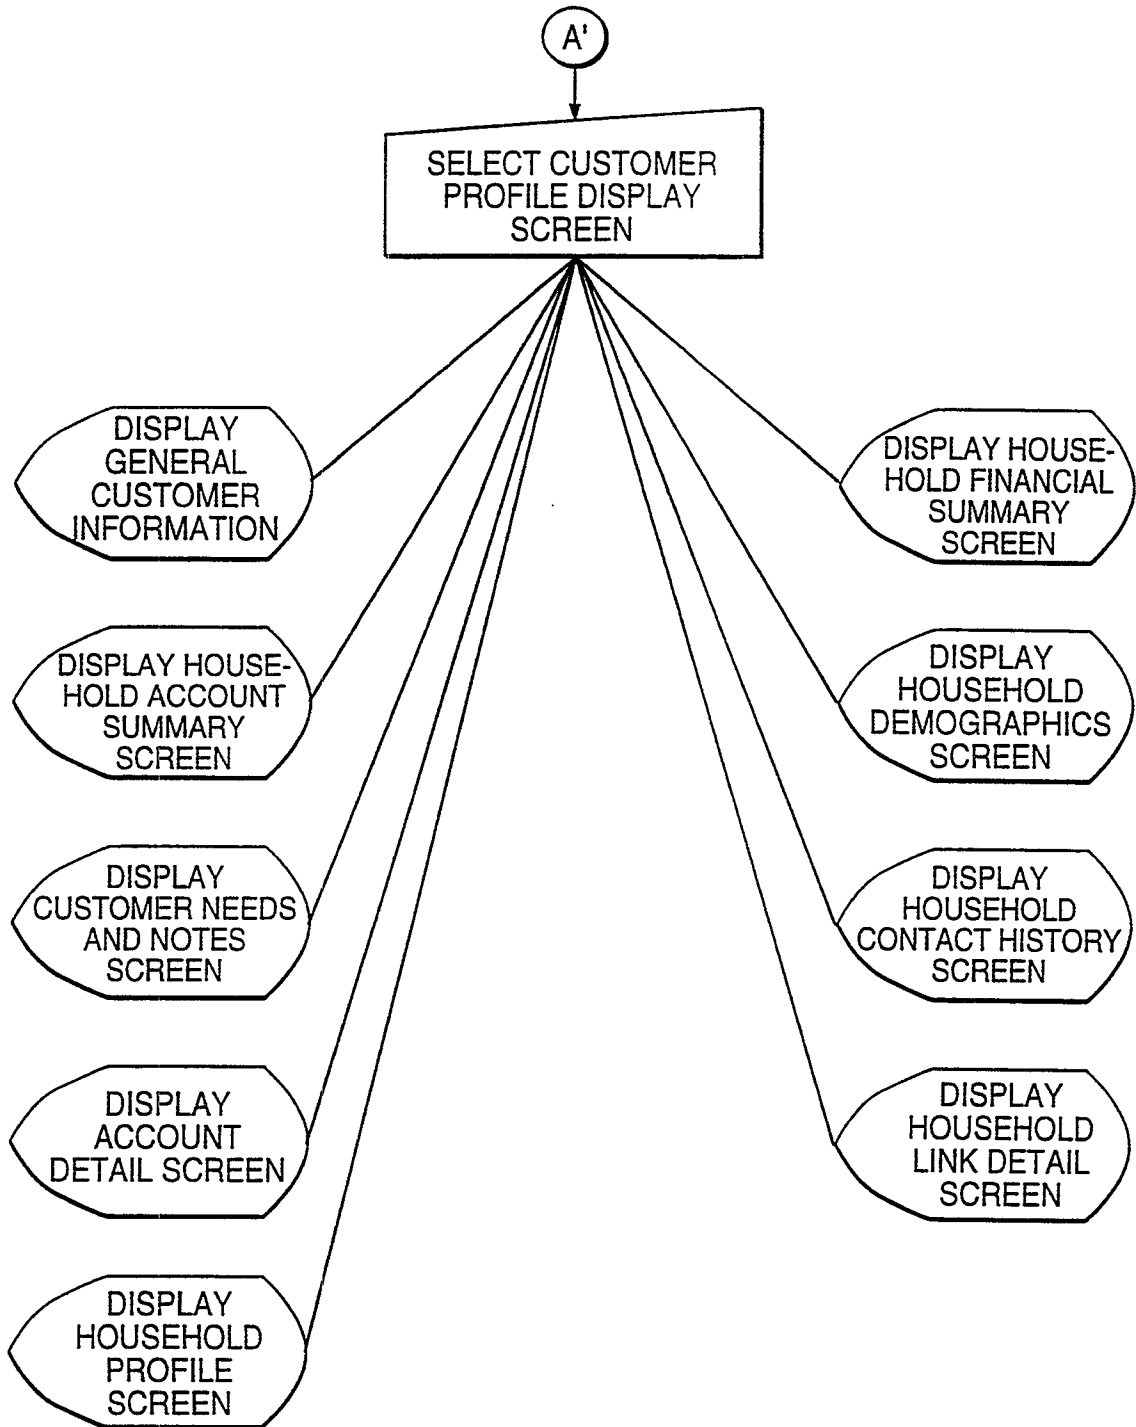 A'
SELECT CUSTOMER
PROFILE DISPLAY
SCREEN
DISPLAY
GENERAL
CUSTOMER
INFORMATION
DISPLAY HOUSE-
HOLD ACCOUNT
SUMMARY
SCREEN
DISPLAY
CUSTOMER NEEDS
AND NOTES
SCREEN
DISPLAY
ACCOUNT
DETAIL SCREEN
DISPLAY
HOUSEHOLD
PROFILE
SCREEN
DISPLAY HOUSE-
HOLD FINANCIAL
SUMMARY
SCREEN
DISPLAY
HOUSEHOLD
DEMOGRAPHICS
SCREEN
DISPLAY
HOUSEHOLD
CONTACT HISTORY
SCREEN
DISPLAY
HOUSEHOLD
LINK DETAIL
SCREEN